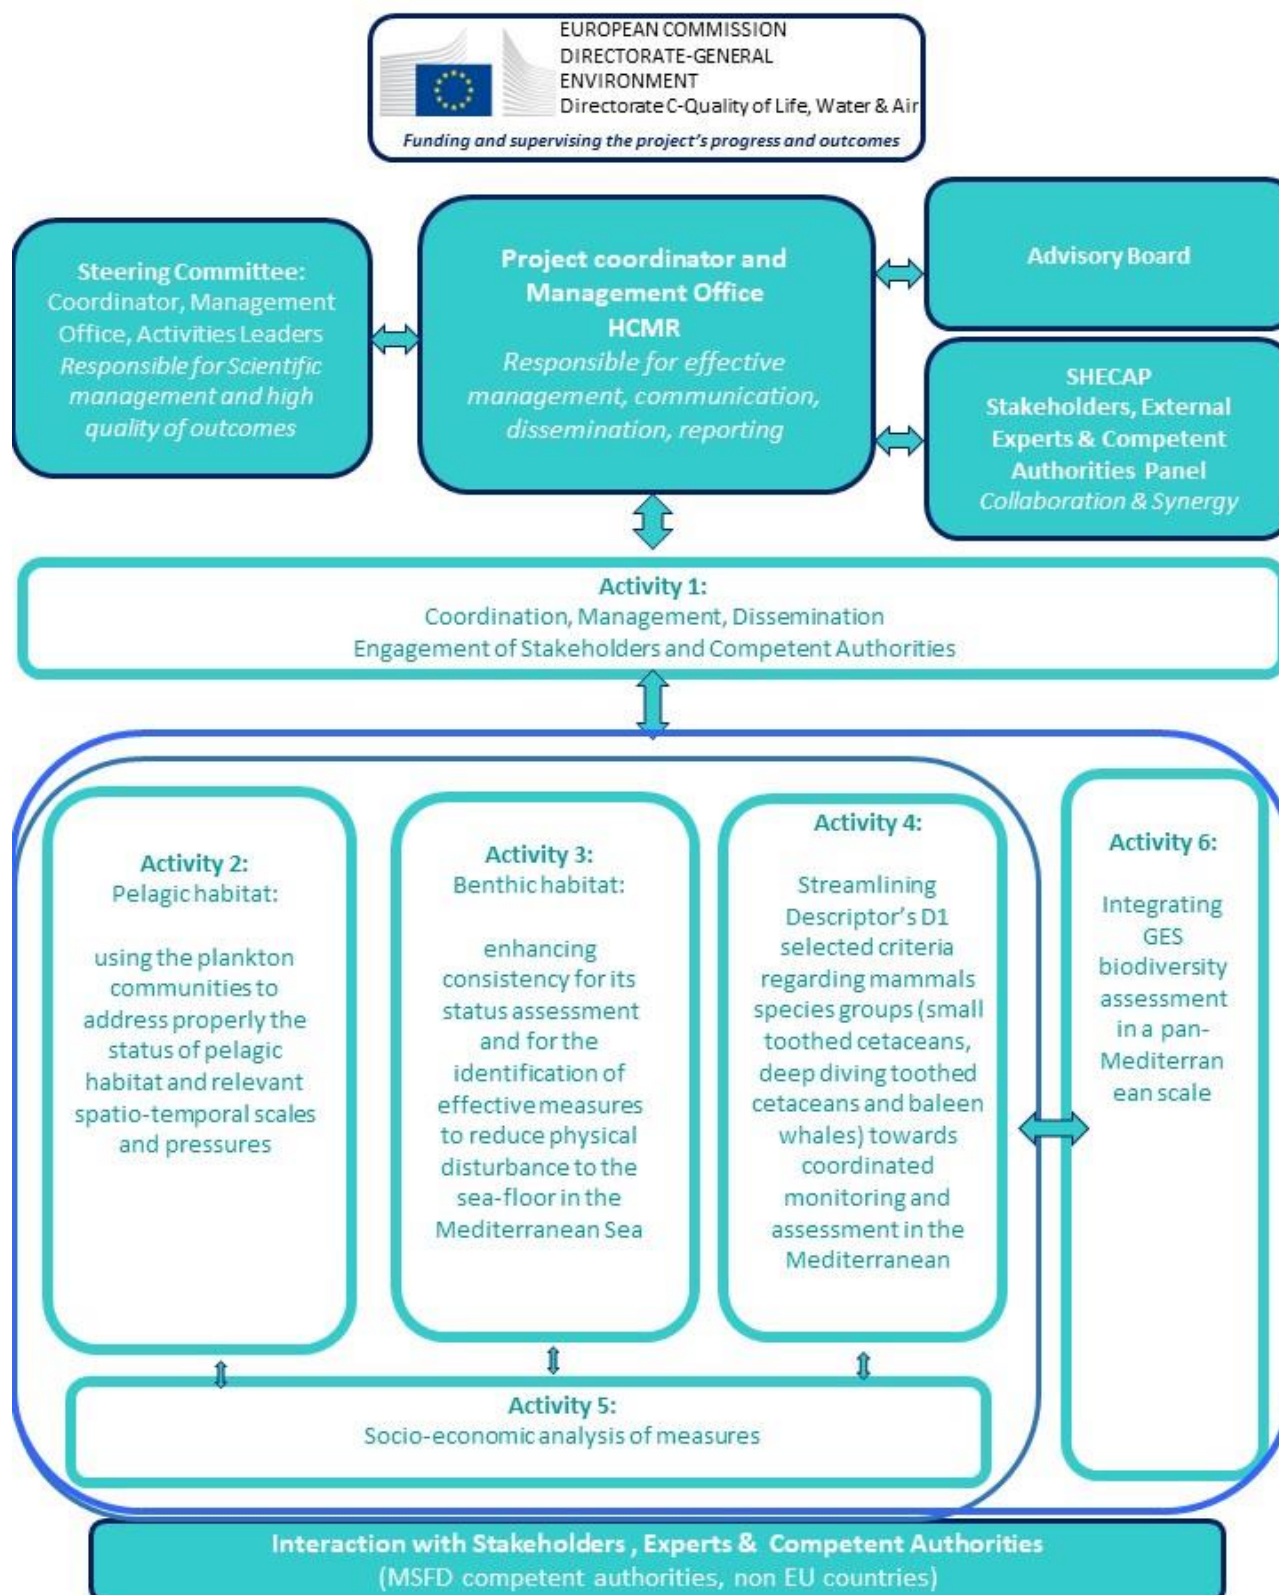 EUROPEAN COMMISSION
DIRECTORATE-GENERAL
ENVIRONMENT
Directorate C-Quality of Life, Water & Air
Funding and supervising the project's progress and outcomes
Steering Committee:
Coordinator, Management
Office, Activities Leaders
Responsible for Scientific
management and high
quality of outcomes
Project coordinator and
Management Office
HCMR
Responsible for effective
management, communication,
dissemination, reporting
Advisory Board
SHECAP
Stakeholders, External
Experts & Competent
Authorities Panel
Collaboration & Synergy
Activity 1:
Coordination, Management, Dissemination
Engagement of Stakeholders and Competent Authorities
Activity 2:
Pelagic habitat:
using the plankton
communities to
address properly the
status of pelagic
habitat and relevant
spatio-temporal scales
and pressures
Activity 3:
Benthic habitat:
enhancing
consistency for its
status assessment
and for the
identification of
effective measures
to reduce physical
disturbance to the
sea-floor in the
Mediterranean Sea
Activity 4:
Streamlining
Descriptor's D1
selected criteria
regarding mammals
species groups (small
toothed cetaceans,
deep diving toothed
cetaceans and baleen
whales) towards
coordinated
monitoring and
assessment in the
Mediterranean
Activity 6:
Integrating
GES
biodiversity
assessment
in a pan-
Mediterran
ean scale
Activity 5:
Socio-economic analysis of measures
Interaction with Stakeholders , Experts & Competent Authorities
(MSFD competent authorities, non EU countries)